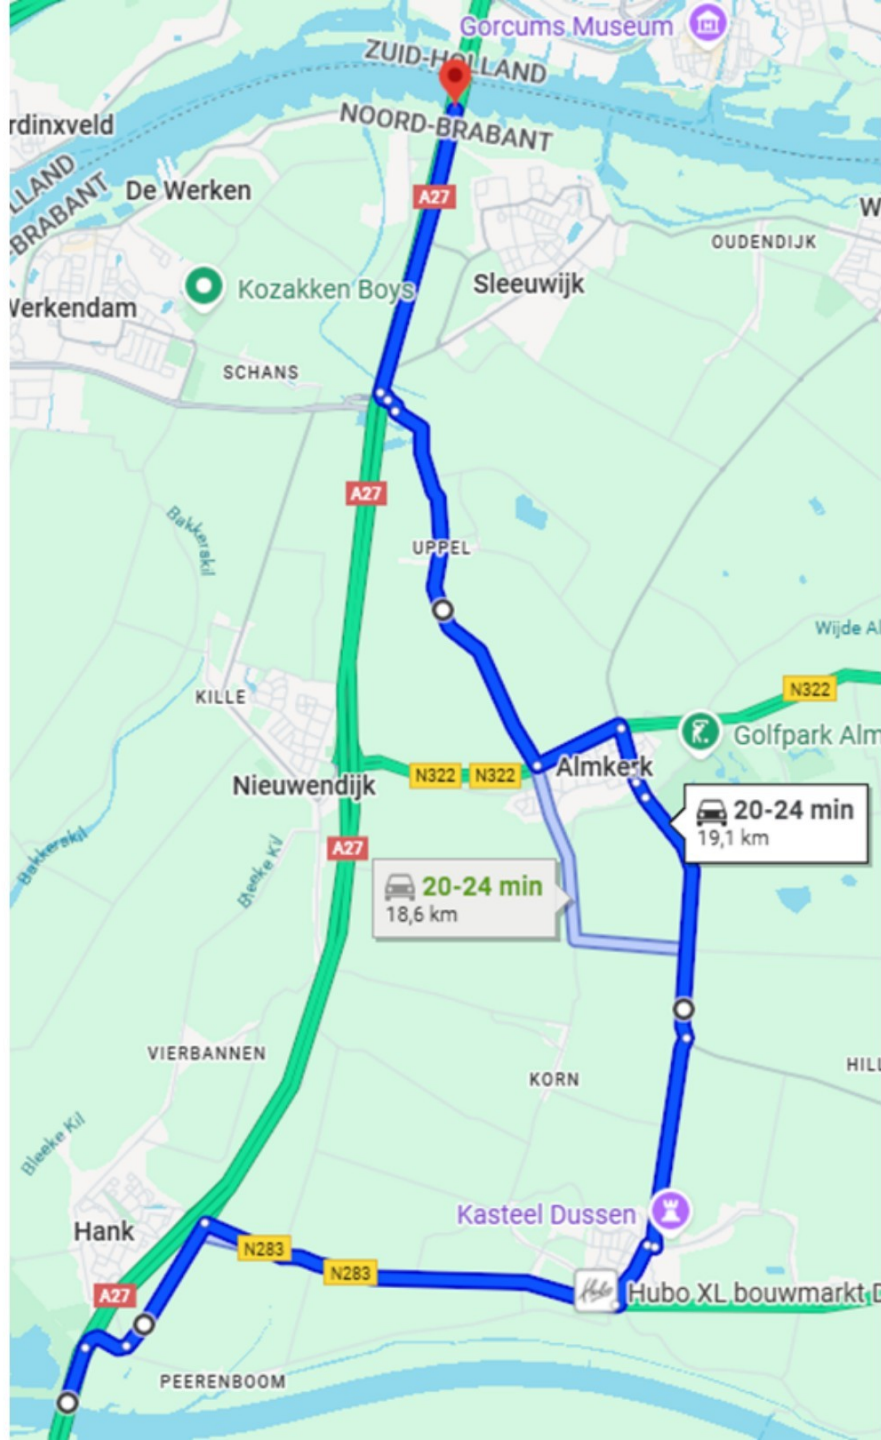 Gorcums Museum
ZUID-HOLLAND
NOORD-BRABANT
rdinxveld
LLAND
-BRABANT
De Werken
A27
OUDENDIJK
W
Kozakken Boys
Sleeuwijk
Werkendam
SCHANS
A27
Bakkerskil
UPPEL
Wijde Al
KILLE
N322
Golfpark Alm
Almkerk
N322
N322
Nieuwendijk
20-24 min
19,1 km
A27
Bakkerskil
Bleeke Kil
20-24 min
18,6 km
VIERBANNEN
KORN
HILL
Bleeke Kil
Kasteel Dussen
Hank
N283
N283
Hubo
Hubo XL bouwmarkt D
A27
PEERENBOOM